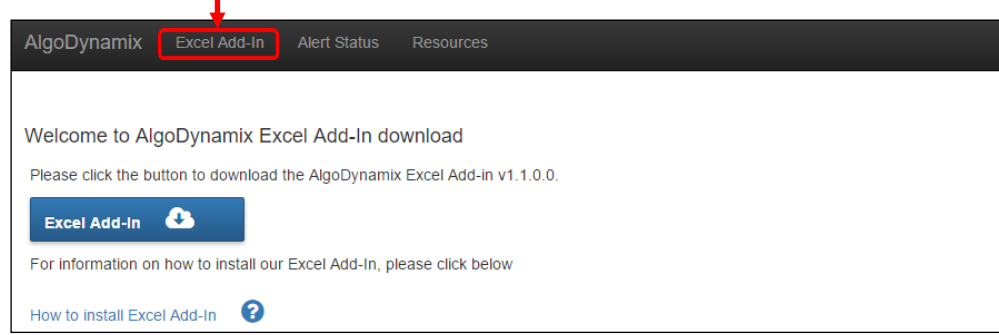 AlgoDynamix Excel Add-In Alert Status Resources
Welcome to AlgoDynamix Excel Add-In download
Please click the button to download the AlgoDynamix Excel Add-in v1.1.0.0.
Excel Add-In
For information on how to install our Excel Add-In, please click below
How to install Excel Add-In ?